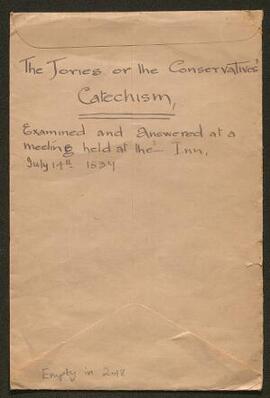 The Tories or the Conservatives'
Catechism,
Examined and Answered at a
meeting held at the — Inn,
July 14th 1837
Empty in 2018